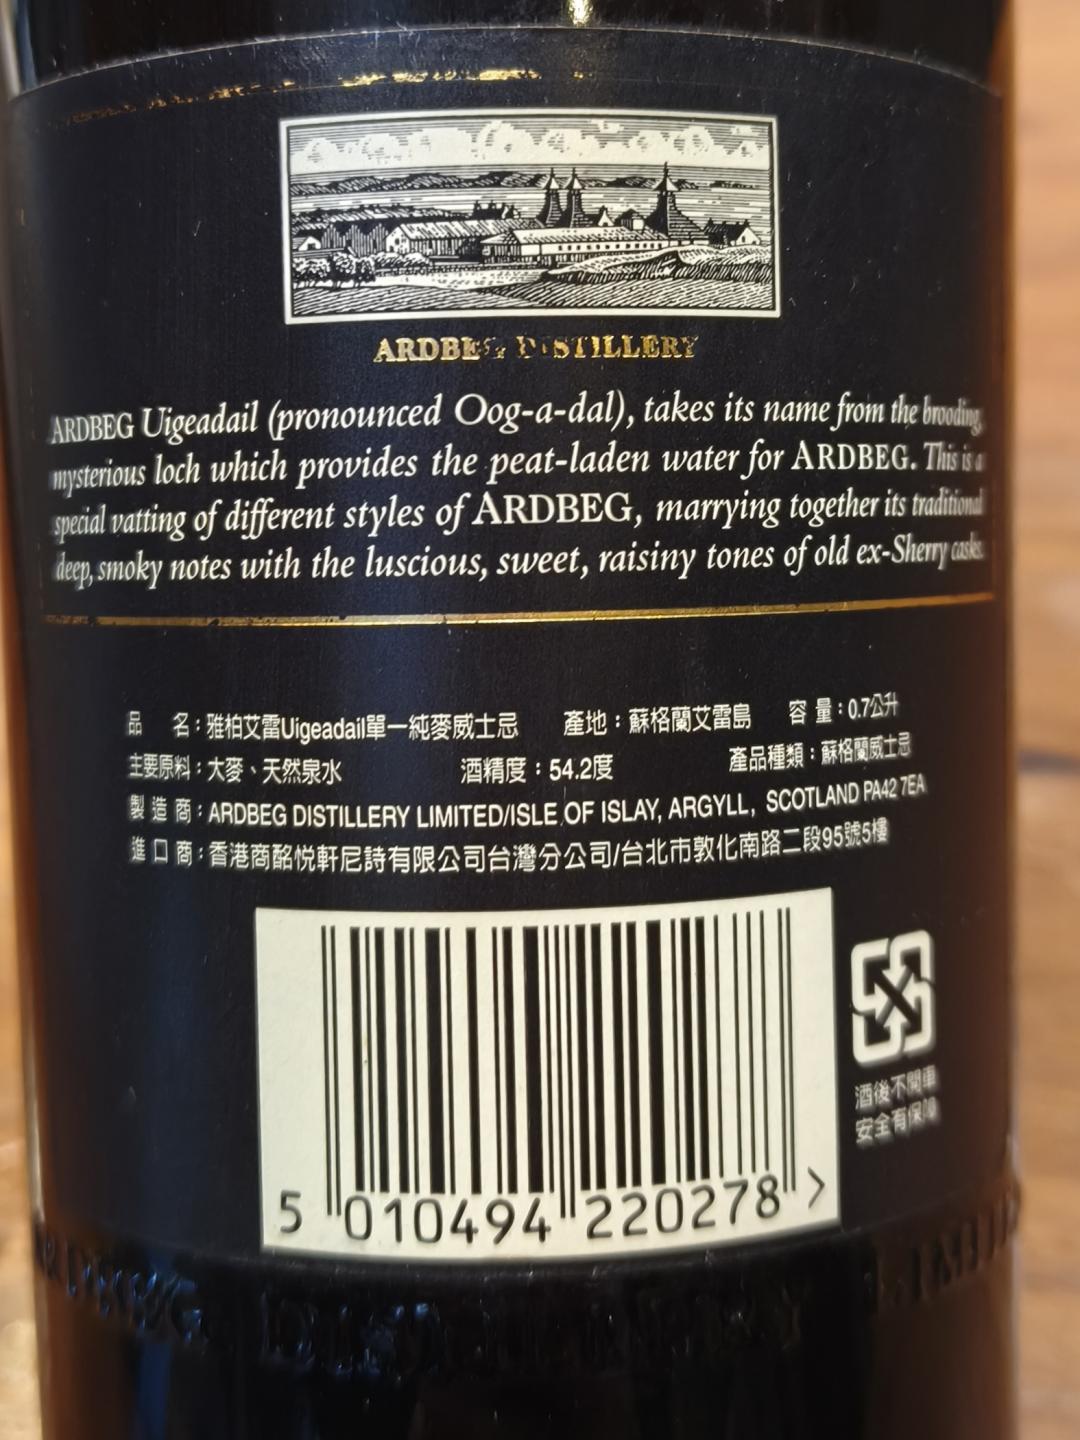 ARDBEG DISTILLERY
ARDBEG Uigeadail (pronounced Oog-a-dal), takes its name from the brooding,
mysterious loch which provides the peat-laden water for ARDBEG. This is a
special vatting of different styles of ARDBEG, marrying together its traditional
deep, smoky notes with the luscious, sweet, raisiny tones of old ex-Sherry casks.
品 名：雅柏艾雷Uigeadail單一純麥威士忌 產地：蘇格蘭艾雷島 容量：0.7公升
主要原料：大麥、天然泉水 酒精度：54.2度 產品種類：蘇格蘭威士忌
製造商：ARDBEG DISTILLERY LIMITED/ISLE OF ISLAY, ARGYLL, SCOTLAND PA42 7EA
進口商：香港商酩悦軒尼詩有限公司台灣分公司/台北市敦化南路二段95號5樓
酒後不開車
安全有保障
5 010494 220278 >